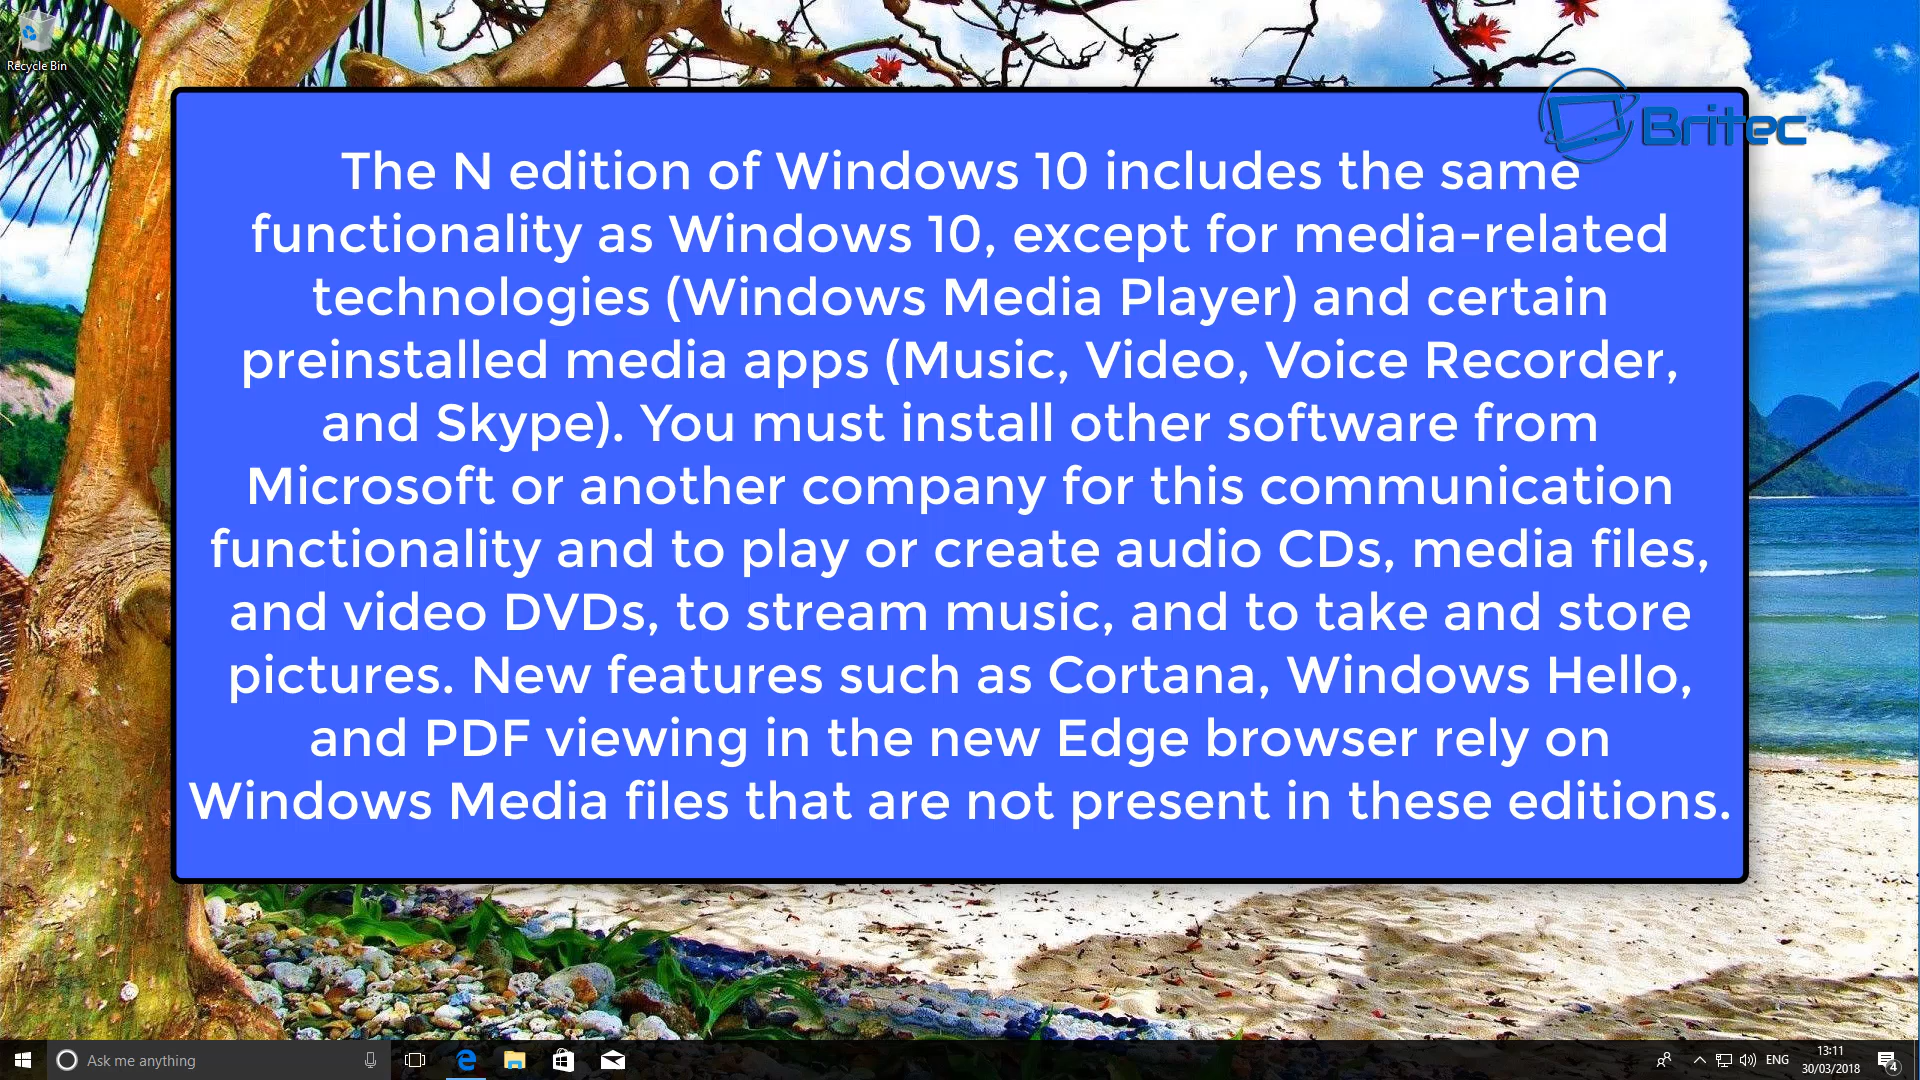 Recycle Bin
Britec
The N edition of Windows 10 includes the same
functionality as Windows 10, except for media-related
technologies (Windows Media Player) and certain
preinstalled media apps (Music, Video, Voice Recorder,
and Skype). You must install other software from
Microsoft or another company for this communication
functionality and to play or create audio CDs, media files,
and video DVDs, to stream music, and to take and store
pictures. New features such as Cortana, Windows Hello,
and PDF viewing in the new Edge browser rely on
Windows Media files that are not present in these editions.
Ask me anything
ENG
13:11
30/03/2018
4